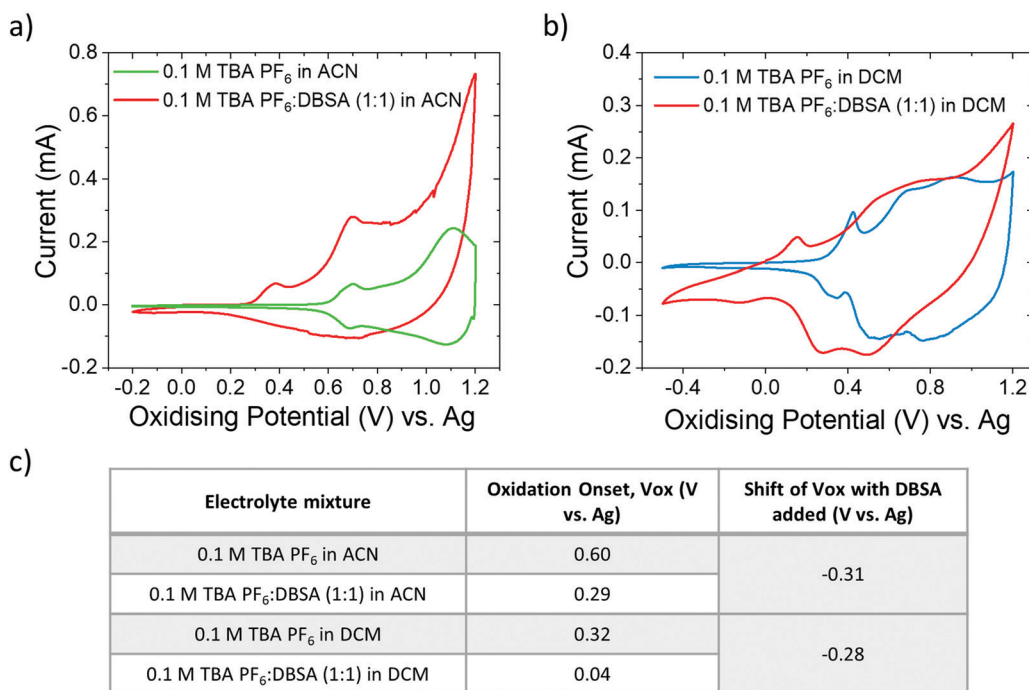 a)
0.1 M TBA PF₆ in ACN
0.1 M TBA PF₆:DBSA (1:1) in ACN
Current (mA)
0.8
0.6
0.4
0.2
0.0
-0.2
-0.2 0.0 0.2 0.4 0.6 0.8 1.0 1.2
Oxidising Potential (V) vs. Ag
b)
0.1 M TBA PF₆ in DCM
0.1 M TBA PF₆:DBSA (1:1) in DCM
Current (mA)
0.4
0.3
0.2
0.1
0.0
-0.1
-0.2
-0.4 0.0 0.4 0.8 1.2
Oxidising Potential (V) vs. Ag
c)
Electrolyte mixture
Oxidation Onset, Vox (V
vs. Ag)
Shift of Vox with DBSA
added (V vs. Ag)
0.1 M TBA PF₆ in ACN
0.60
-0.31
0.1 M TBA PF₆:DBSA (1:1) in ACN
0.29
0.1 M TBA PF₆ in DCM
0.32
-0.28
0.1 M TBA PF₆:DBSA (1:1) in DCM
0.04